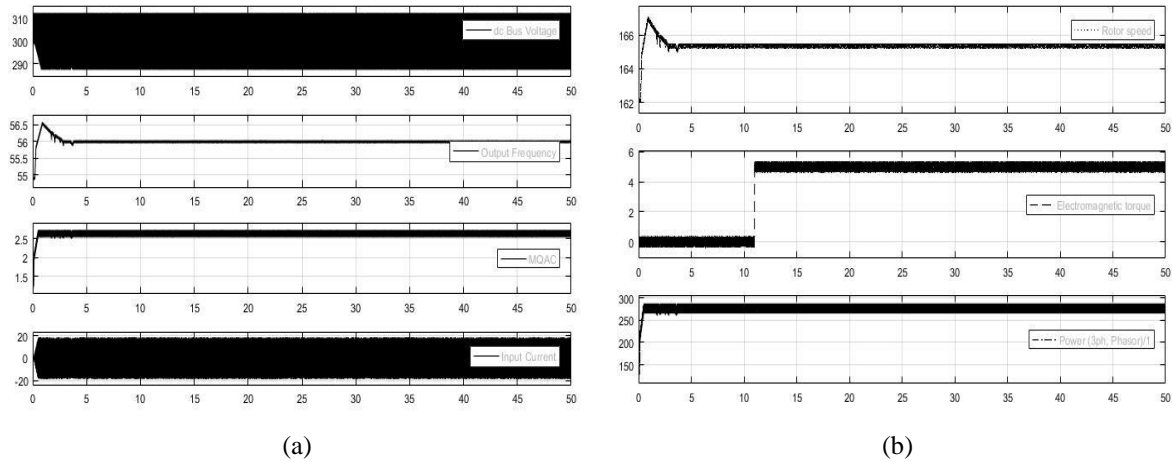 310
300
290
dc Bus Voltage
0 5 10 15 20 25 30 35 40 45 50
56.5
56
55.5
55
Output Frequency
0 5 10 15 20 25 30 35 40 45 50
2.5
2
1.5
MQAC
0 5 10 15 20 25 30 35 40 45 50
20
0
-20
Input Current
0 5 10 15 20 25 30 35 40 45 50
(a)
166
164
162
Rotor speed
0 5 10 15 20 25 30 35 40 45 50
6
4
2
0
Electromagnetic torque
0 5 10 15 20 25 30 35 40 45 50
300
250
200
150
Power (3ph, Phasor)/1
0 5 10 15 20 25 30 35 40 45 50
(b)